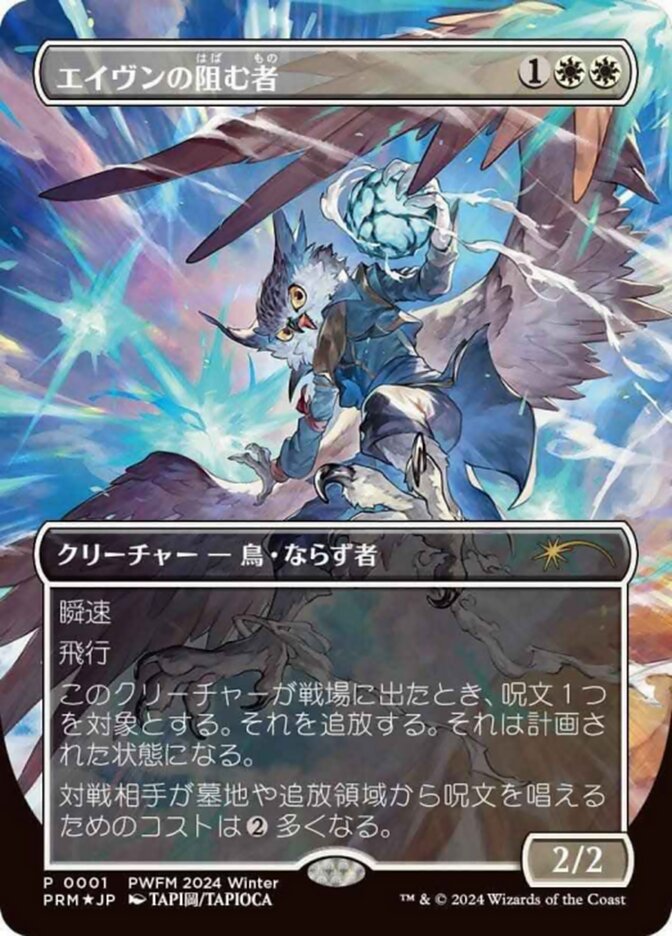 はば もの
エイヴンの阻む者 1
クリーチャー — 鳥・ならず者
瞬速
飛行
このクリーチャーが戦場に出たとき、呪文1つ
を対象とする。それを追放する。それは計画さ
れた状態になる。
対戦相手が墓地や追放領域から呪文を唱える
ためのコストは2多くなる。
2/2
P 0001 PWFM 2024 Winter
PRM★JP TAPI岡/TAPIOCA
™ & © 2024 Wizards of the Coast